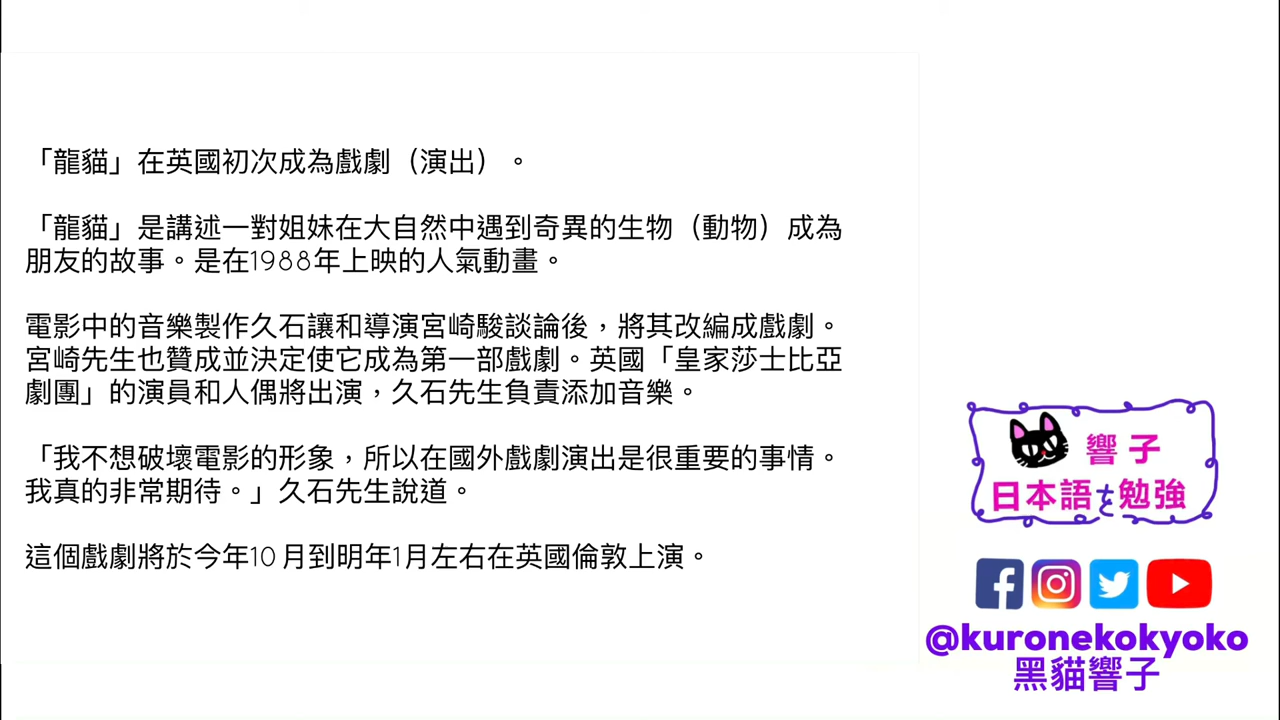 「龍貓」在英國初次成為戲劇（演出）。
「龍貓」是講述一對姐妹在大自然中遇到奇異的生物（動物）成為
朋友的故事。是在1988年上映的人氣動畫。
電影中的音樂製作久石讓和導演宮崎駿談論後，將其改編成戲劇。
宮崎先生也贊成並決定使它成為第一部戲劇。英國「皇家莎士比亞
劇團」的演員和人偶將出演，久石先生負責添加音樂。
「我不想破壞電影的形象，所以在國外戲劇演出是很重要的事情。
我真的非常期待。」久石先生說道。
這個戲劇將於今年10月到明年1月左右在英國倫敦上演。
響子
日本語を勉強
@kuronekokyoko
黑貓響子